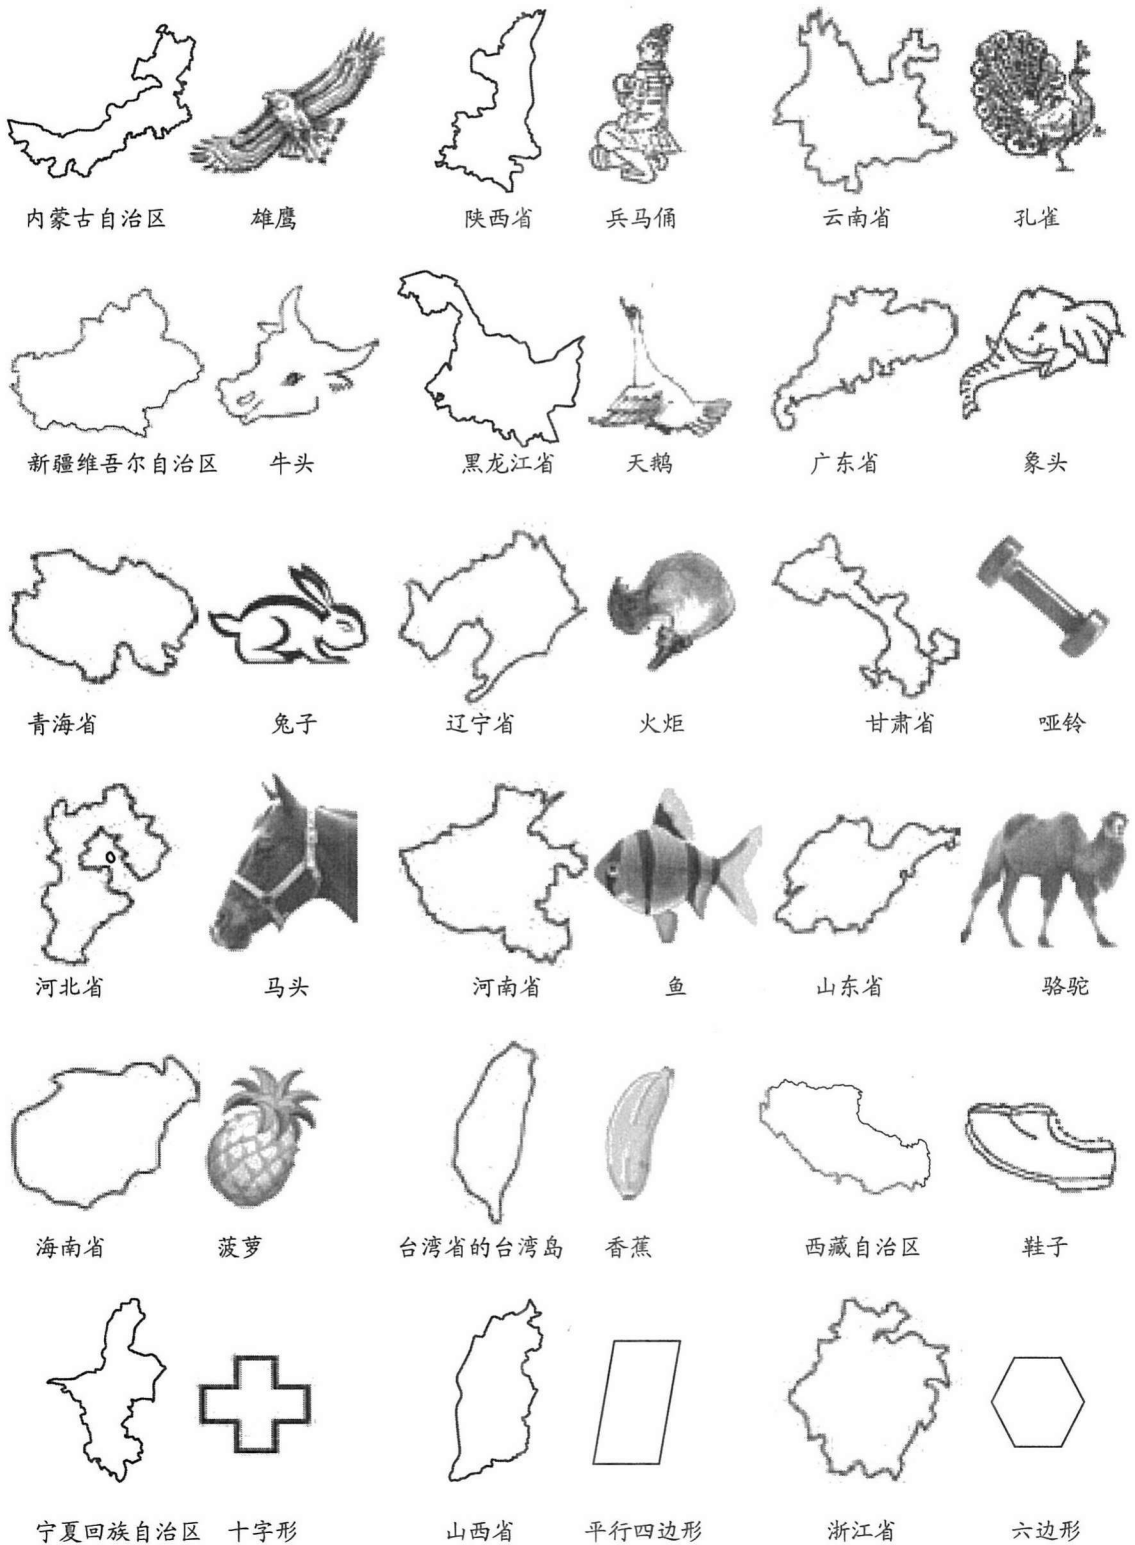 内蒙古自治区 雄鹰 陕西省 兵马俑 云南省 孔雀
新疆维吾尔自治区 牛头 黑龙江省 天鹅 广东省 象头
青海省 兔子 辽宁省 火炬 甘肃省 哑铃
河北省 马头 河南省 鱼 山东省 骆驼
海南省 菠萝 台湾省的台湾岛 香蕉 西藏自治区 鞋子
宁夏回族自治区 十字形 山西省 平行四边形 浙江省 六边形